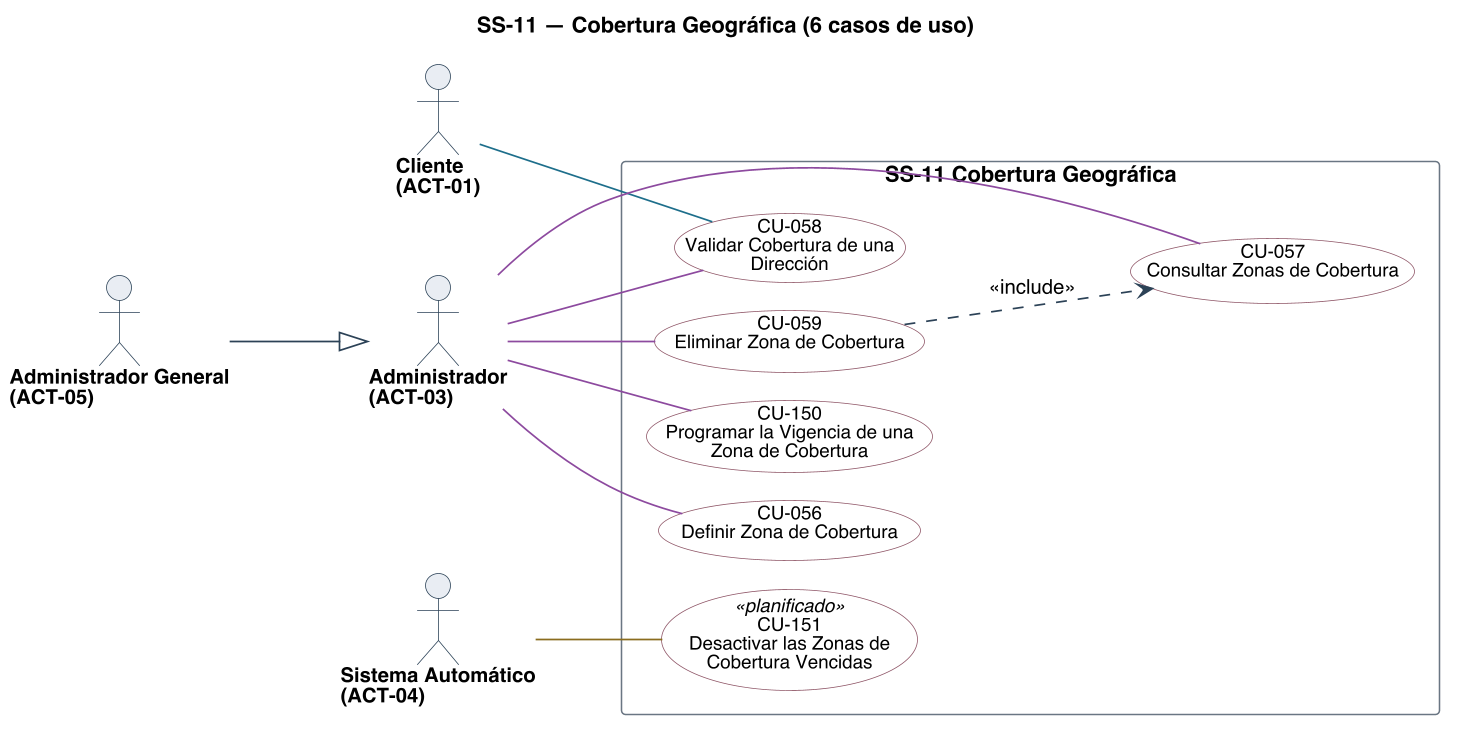 SS-11 — Cobertura Geográfica (6 casos de uso)
Cliente
(ACT-01)
SS-11 Cobertura Geográfica
CU-058
Validar Cobertura de una
Dirección
CU-057
Consultar Zonas de Cobertura
«include»
CU-059
Eliminar Zona de Cobertura
Administrador General
(ACT-05)
Administrador
(ACT-03)
CU-150
Programar la Vigencia de una
Zona de Cobertura
CU-056
Definir Zona de Cobertura
«planificado»
CU-151
Desactivar las Zonas de
Cobertura Vencidas
Sistema Automático
(ACT-04)